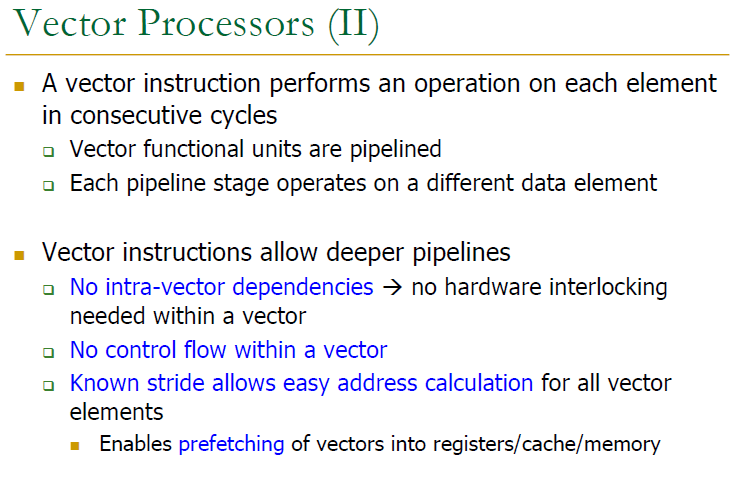 Vector Processors (II)
A vector instruction performs an operation on each element
in consecutive cycles
Vector functional units are pipelined
Each pipeline stage operates on a different data element
Vector instructions allow deeper pipelines
No intra-vector dependencies → no hardware interlocking
needed within a vector
No control flow within a vector
Known stride allows easy address calculation for all vector
elements
Enables prefetching of vectors into registers/cache/memory